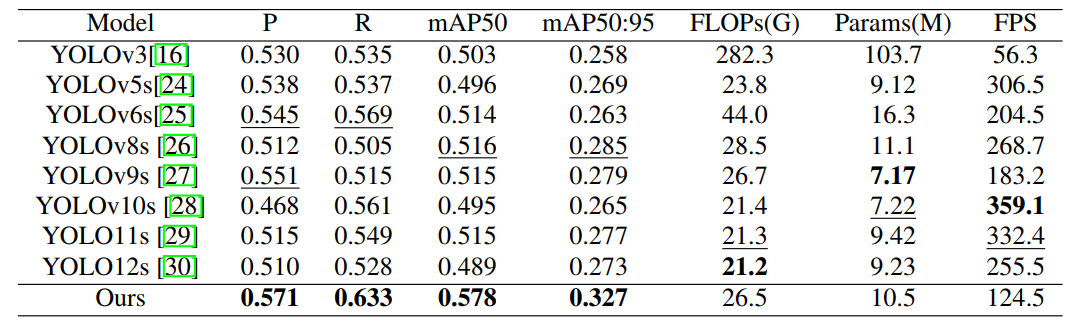 Model P R mAP50 mAP50:95 FLOPs(G) Params(M) FPS
YOLOv3[16] 0.530 0.535 0.503 0.258 282.3 103.7 56.3
YOLOv5s[24] 0.538 0.537 0.496 0.269 23.8 9.12 306.5
YOLOv6s[25] 0.545 0.569 0.514 0.263 44.0 16.3 204.5
YOLOv8s [26] 0.512 0.505 0.516 0.285 28.5 11.1 268.7
YOLOv9s [27] 0.551 0.515 0.515 0.279 26.7 7.17 183.2
YOLOv10s [28] 0.468 0.561 0.495 0.265 21.4 7.22 359.1
YOLO11s [29] 0.515 0.549 0.515 0.277 21.3 9.42 332.4
YOLO12s [30] 0.510 0.528 0.489 0.273 21.2 9.23 255.5
Ours 0.571 0.633 0.578 0.327 26.5 10.5 124.5